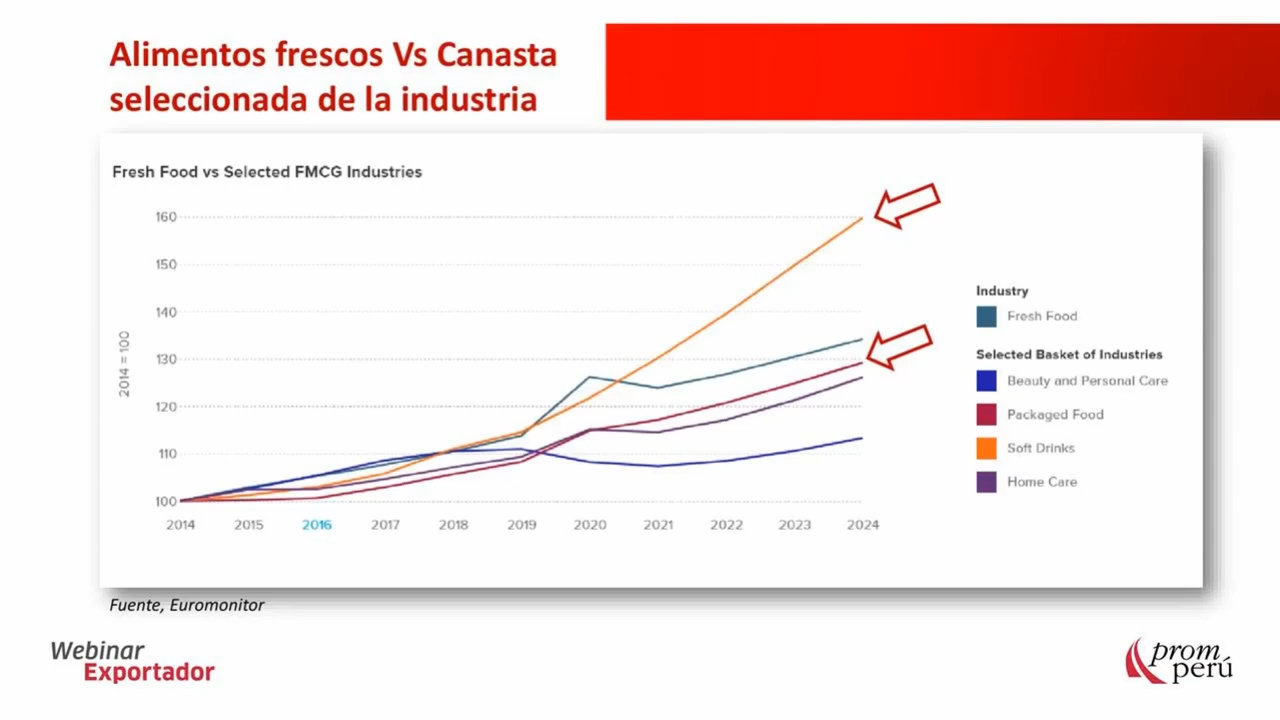 Alimentos frescos Vs Canasta
seleccionada de la industria
Fresh Food vs Selected FMCG Industries
160
150
140
130
120
110
100
2014 = 100
2014 2015 2016 2017 2018 2019 2020 2021 2022 2023 2024
Industry
Fresh Food
Selected Basket of Industries
Beauty and Personal Care
Packaged Food
Soft Drinks
Home Care
Fuente, Euromonitor
Webinar
Exportador
prom
perú